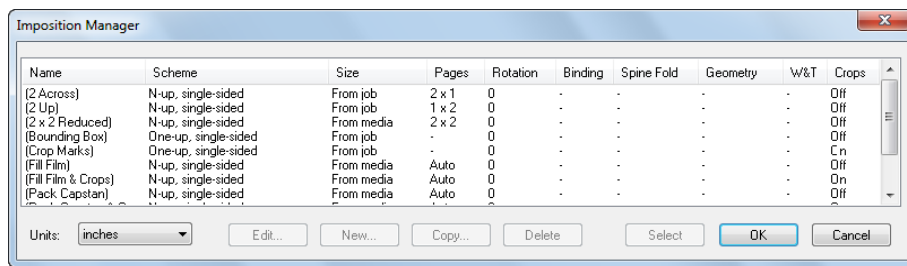 Imposition Manager
Name Scheme Size Pages Rotation Binding Spine Fold Geometry W&T Crops
(2 Across) N-up, single-sided From job 2 x 1 0 - - - - Off
(2 Up) N-up, single-sided From job 1 x 2 0 - - - - Off
(2 x 2 Reduced) N-up, single-sided From media 2 x 2 0 - - - - Off
(Bounding Box) One-up, single-sided From job - 0 - - - - Off
(Crop Marks) One-up, single-sided From job - 0 - - - - Cn
(Fill Film) N-up, single-sided From media Auto 0 - - - - Off
(Fill Film & Crops) N-up, single-sided From media Auto 0 - - - - On
(Pack Capstan) N-up, single-sided From media Auto 0 - - - - Off
Units: inches Edit... New... Copy... Delete Select OK Cancel